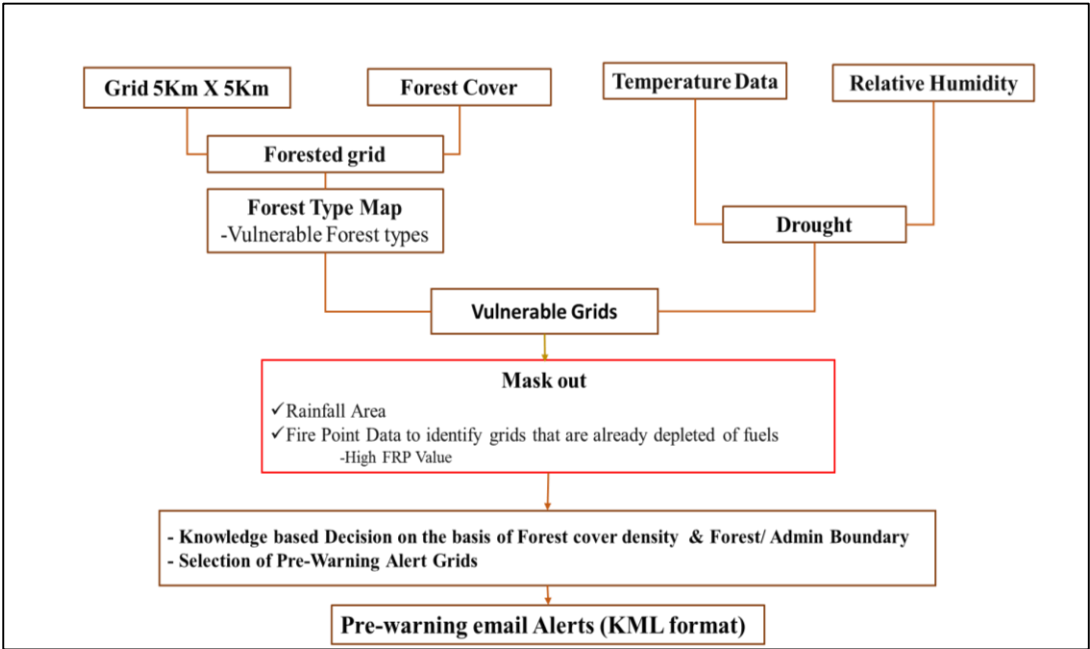 Grid 5Km X 5Km
Forest Cover
Temperature Data
Relative Humidity
Forested grid
Forest Type Map
-Vulnerable Forest types
Drought
Vulnerable Grids
Mask out
✓Rainfall Area
✓Fire Point Data to identify grids that are already depleted of fuels
-High FRP Value
- Knowledge based Decision on the basis of Forest cover density & Forest/ Admin Boundary
- Selection of Pre-Warning Alert Grids
Pre-warning email Alerts (KML format)